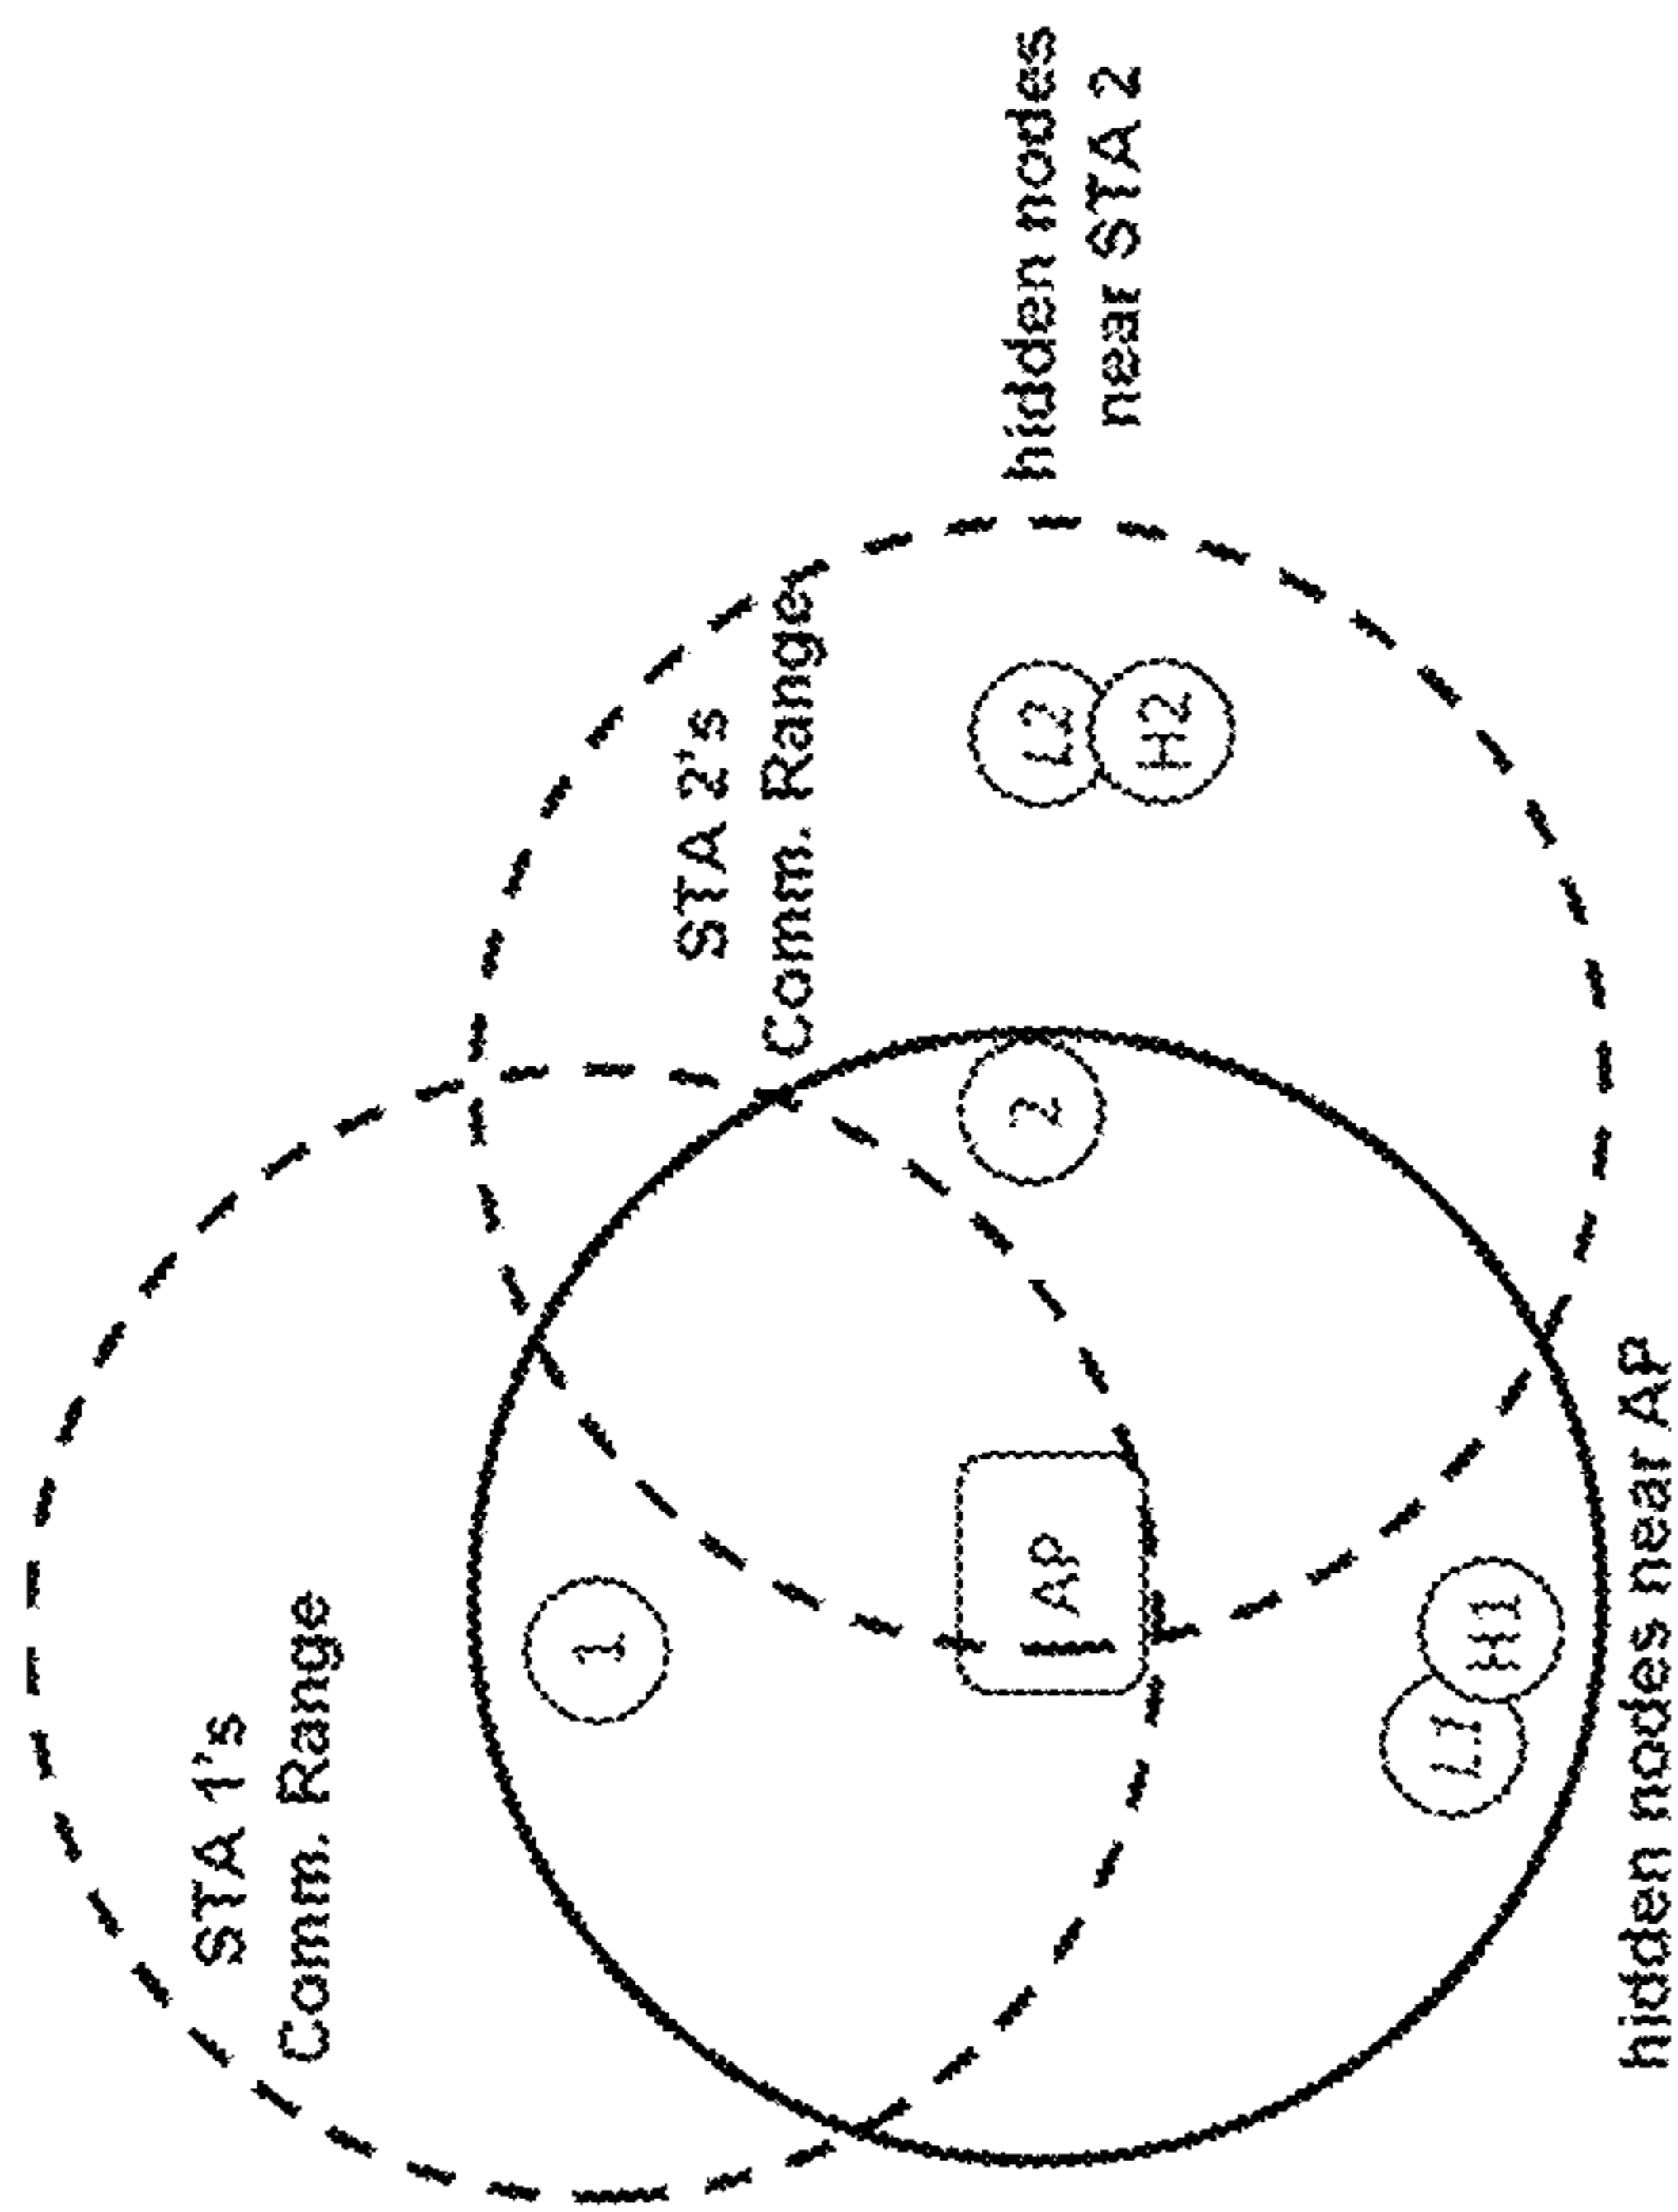 STA 1's
Comm. Range
STA 2's
Comm. Range
hidden nodes
near STA 2
1
2
L2
H2
AP
L1
H1
hidden nodes near AP